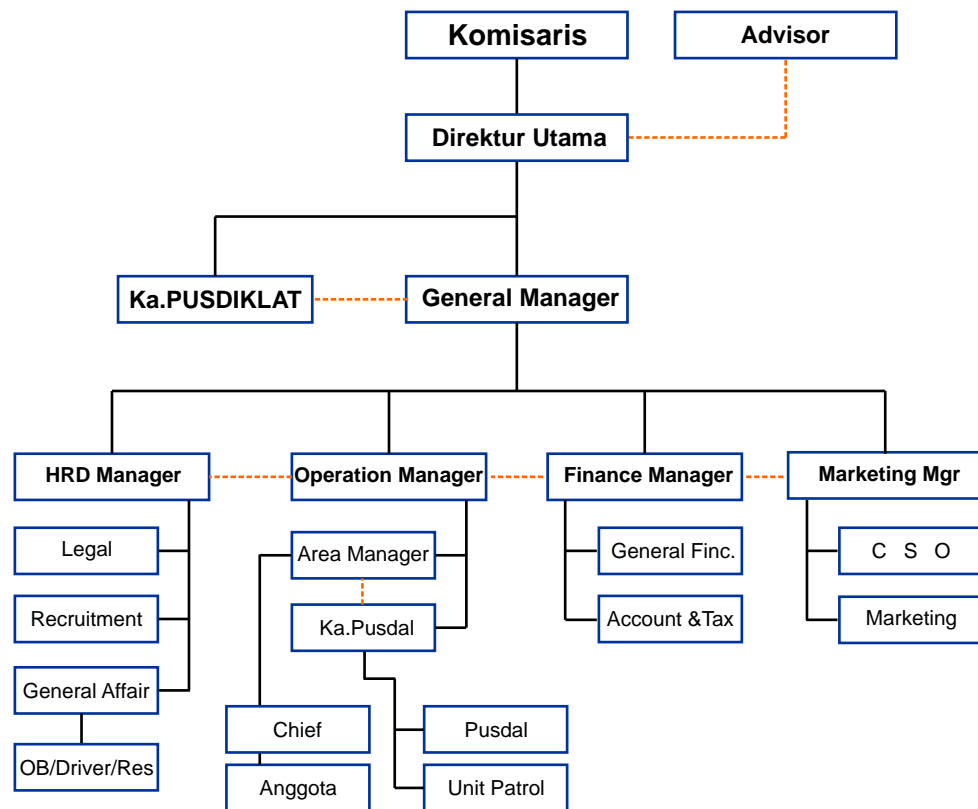 Komisaris
Advisor
Direktur Utama
Ka.PUSDIKLAT
General Manager
HRD Manager
Operation Manager
Finance Manager
Marketing Mgr
Legal
Area Manager
General Finc.
C S O
Recruitment
Ka.Pusdal
Account &Tax
Marketing
General Affair
Chief
Pusdal
OB/Driver/Res
Anggota
Unit Patrol